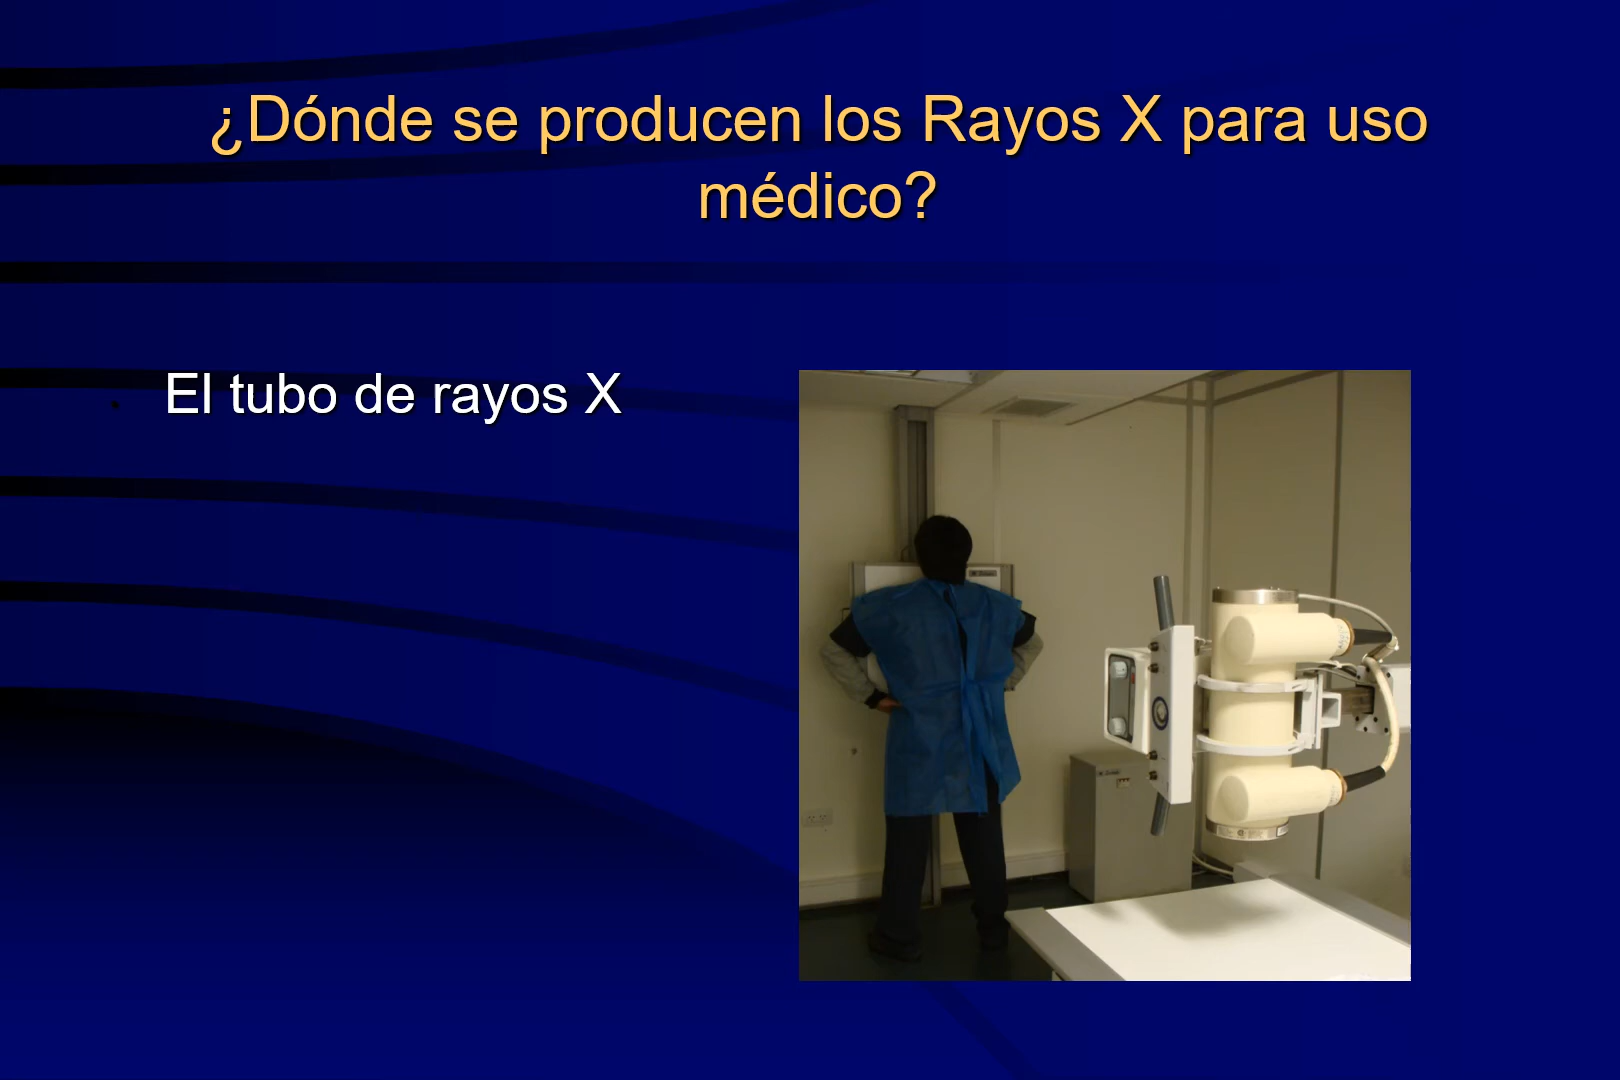 ¿Dónde se producen los Rayos X para uso
médico?
El tubo de rayos X